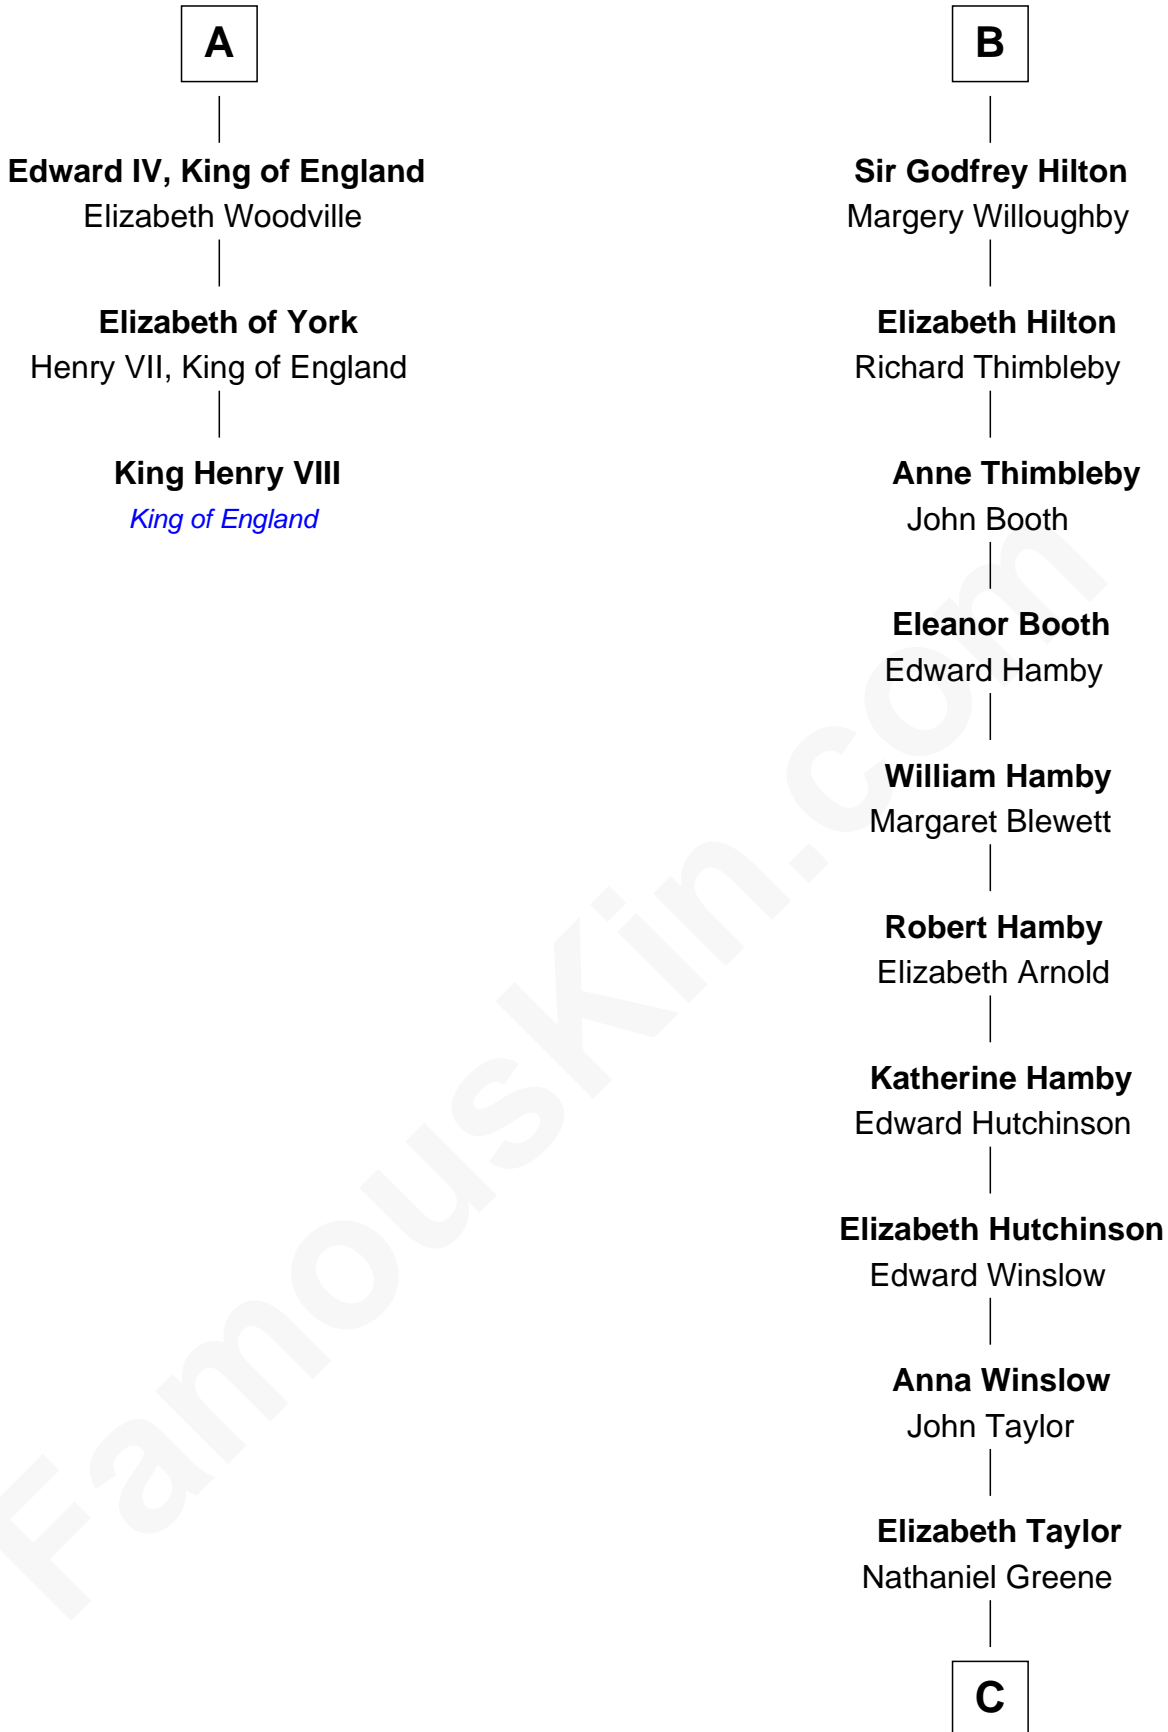 A
Edward IV, King of England
Elizabeth Woodville
Elizabeth of York
Henry VII, King of England
King Henry VIII
King of England
B
Sir Godfrey Hilton
Margery Willoughby
Elizabeth Hilton
Richard Thimbleby
Anne Thimbleby
John Booth
Eleanor Booth
Edward Hamby
William Hamby
Margaret Blewett
Robert Hamby
Elizabeth Arnold
Katherine Hamby
Edward Hutchinson
Elizabeth Hutchinson
Edward Winslow
Anna Winslow
John Taylor
Elizabeth Taylor
Nathaniel Greene
C
FamousKin.com